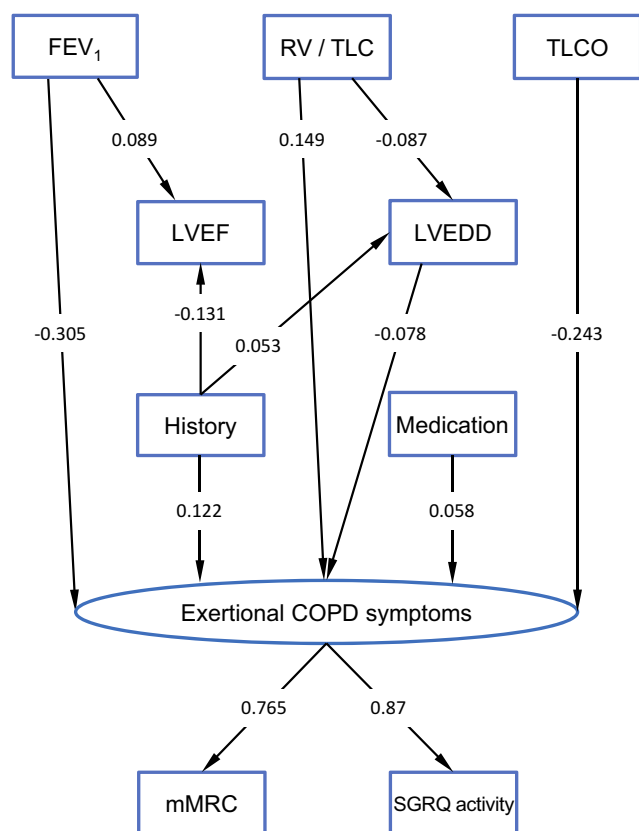 FEV₁
RV / TLC
TLCO
0.089
0.149
-0.087
LVEF
LVEDD
-0.305
-0.131
0.053
-0.078
-0.243
History
Medication
0.122
0.058
Exertional COPD symptoms
0.765
0.87
mMRC
SGRQ activity